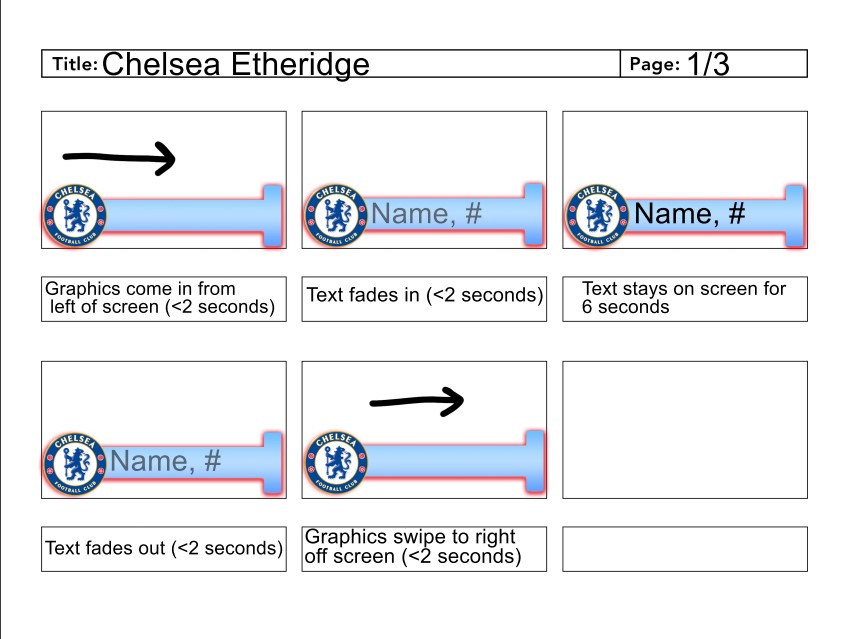 Title: Chelsea Etheridge Page: 1/3
CHELSEA
FOOTBALL CLUB
CHELSEA
FOOTBALL CLUB
Name, #
CHELSEA
FOOTBALL CLUB
Name, #
Graphics come in from
left of screen (<2 seconds)
Text fades in (<2 seconds)
Text stays on screen for
6 seconds
CHELSEA
FOOTBALL CLUB
Name, #
CHELSEA
FOOTBALL CLUB
Text fades out (<2 seconds)
Graphics swipe to right
off screen (<2 seconds)